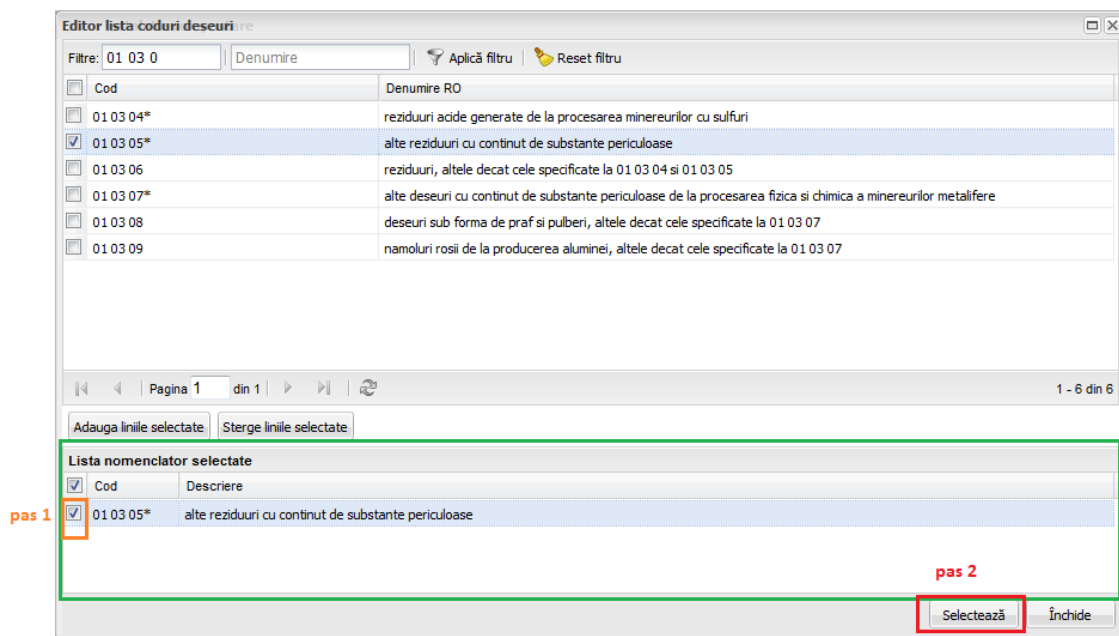 Editor lista coduri deseuri re
Filtre: 01 03 0 Denumire Aplică filtru Reset filtru
Cod Denumire RO
01 03 04* reziduuri acide generate de la procesarea minereurilor cu sulfuri
01 03 05* alte reziduuri cu continut de substante periculoase
01 03 06 reziduuri, altele decat cele specificate la 01 03 04 si 01 03 05
01 03 07* alte deseuri cu continut de substante periculoase de la procesarea fizica si chimica a minereurilor metalifere
01 03 08 deseuri sub forma de praf si pulberi, altele decat cele specificate la 01 03 07
01 03 09 namoluri rosii de la producerea aluminei, altele decat cele specificate la 01 03 07
Pagina 1 din 1 1 - 6 din 6
Adauga liniile selectate Sterge liniile selectate
Lista nomenclator selectate
Cod Descriere
pas 1 01 03 05* alte reziduuri cu continut de substante periculoase
pas 2
Selectează Închide